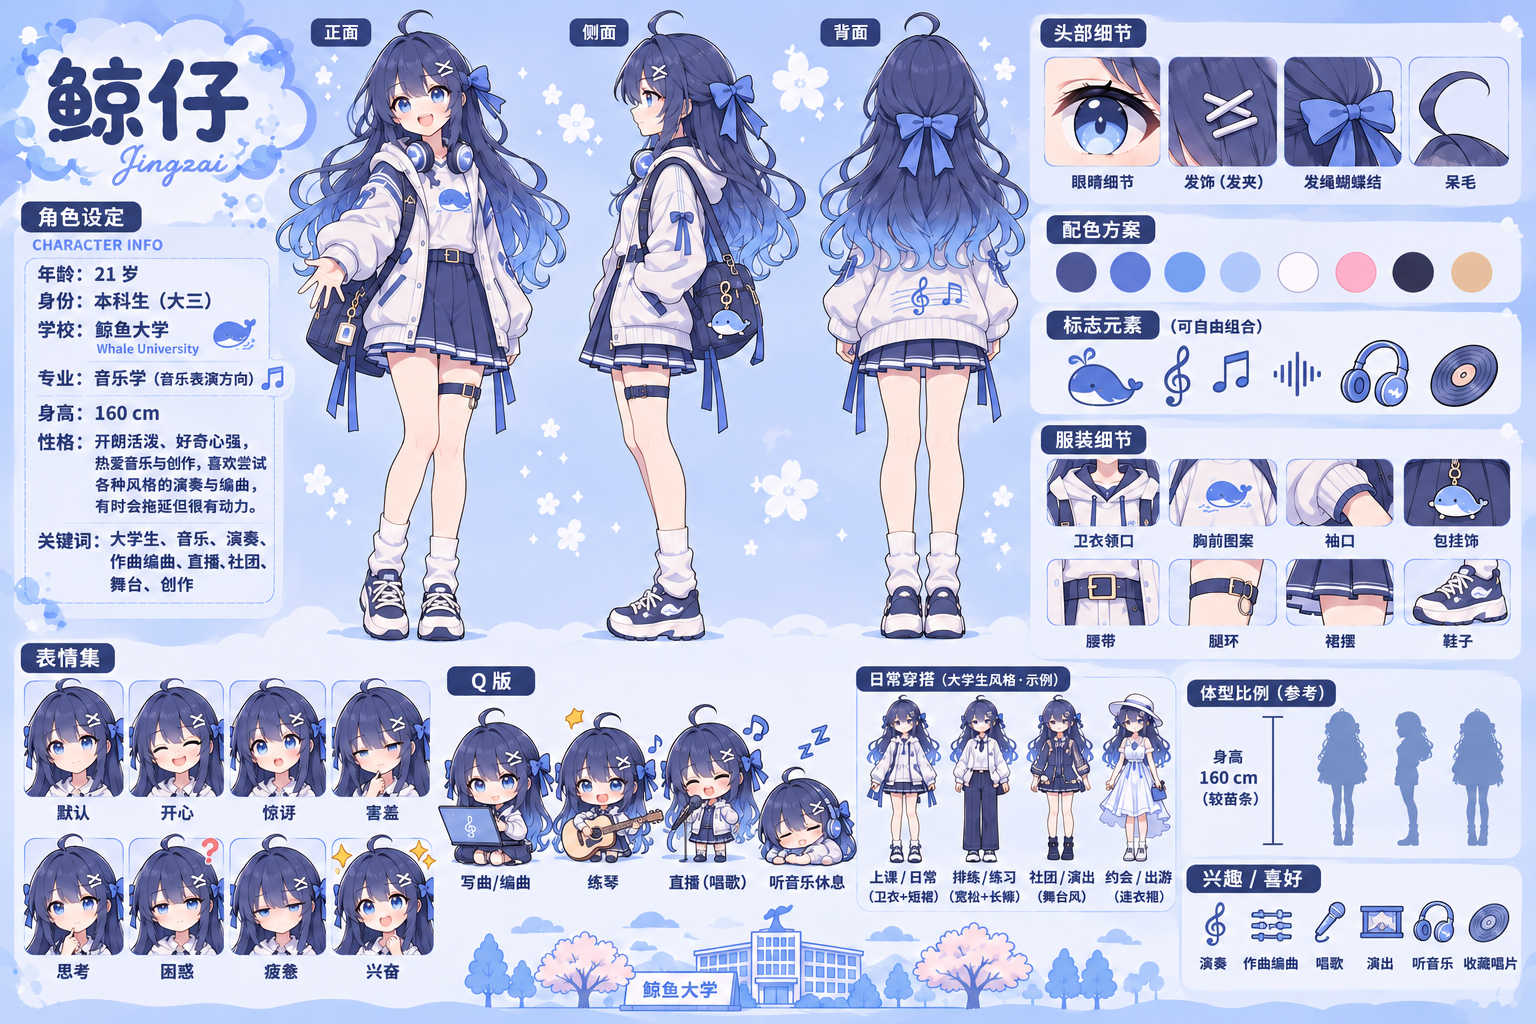 鲸仔
Jingzai
角色设定
CHARACTER INFO
年龄：21 岁
身份：本科生（大三）
学校：鲸鱼大学
Whale University
专业：音乐学（音乐表演方向）
身高：160 cm
性格：开朗活泼、好奇心强，
热爱音乐与创作，喜欢尝试
各种风格的演奏与编曲，
有时会拖延但很有动力。
关键词：大学生、音乐、演奏、
作曲编曲、直播、社团、
舞台、创作
正面
侧面
背面
头部细节
眼睛细节
发饰（发夹）
发绳蝴蝶结
呆毛
配色方案
标志元素（可自由组合）
服装细节
卫衣领口
胸前图案
袖口
包挂饰
腰带
腿环
裙摆
鞋子
表情集
默认
开心
惊讶
害羞
思考
?
困惑
疲惫
兴奋
Q 版
写曲/编曲
练琴
直播（唱歌）
zzZ
听音乐休息
日常穿搭（大学生风格·示例）
上课 / 日常
（卫衣+短裙）
排练 / 练习
社团 / 演出
（舞台风）
约会 / 出游
体型比例（参考）
身高
160 cm
（较苗条）
兴趣 / 喜好
演奏
作曲编曲
唱歌
演出
听音乐
收藏唱片
鲸鱼大学